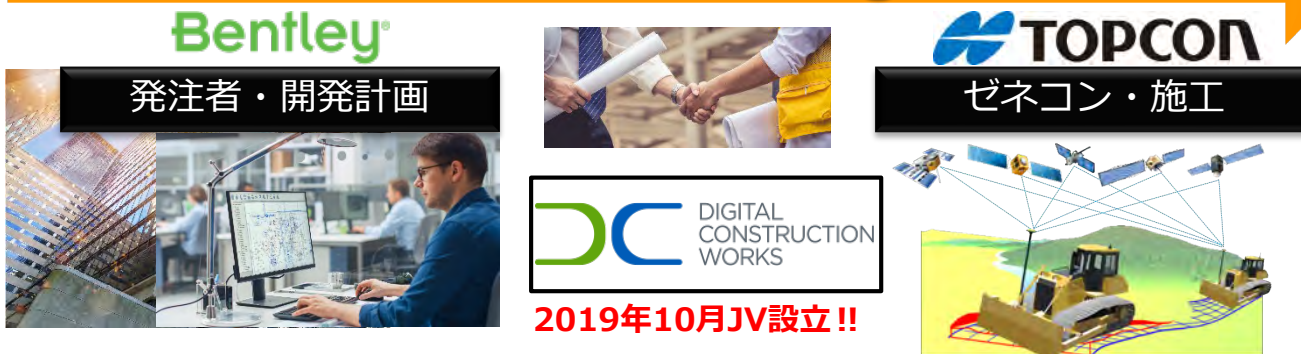 Bentley®
発注者・開発計画
TOPCON
ゼネコン・施工
DIGITAL
CONSTRUCTION
WORKS
2019年10月JV設立!!